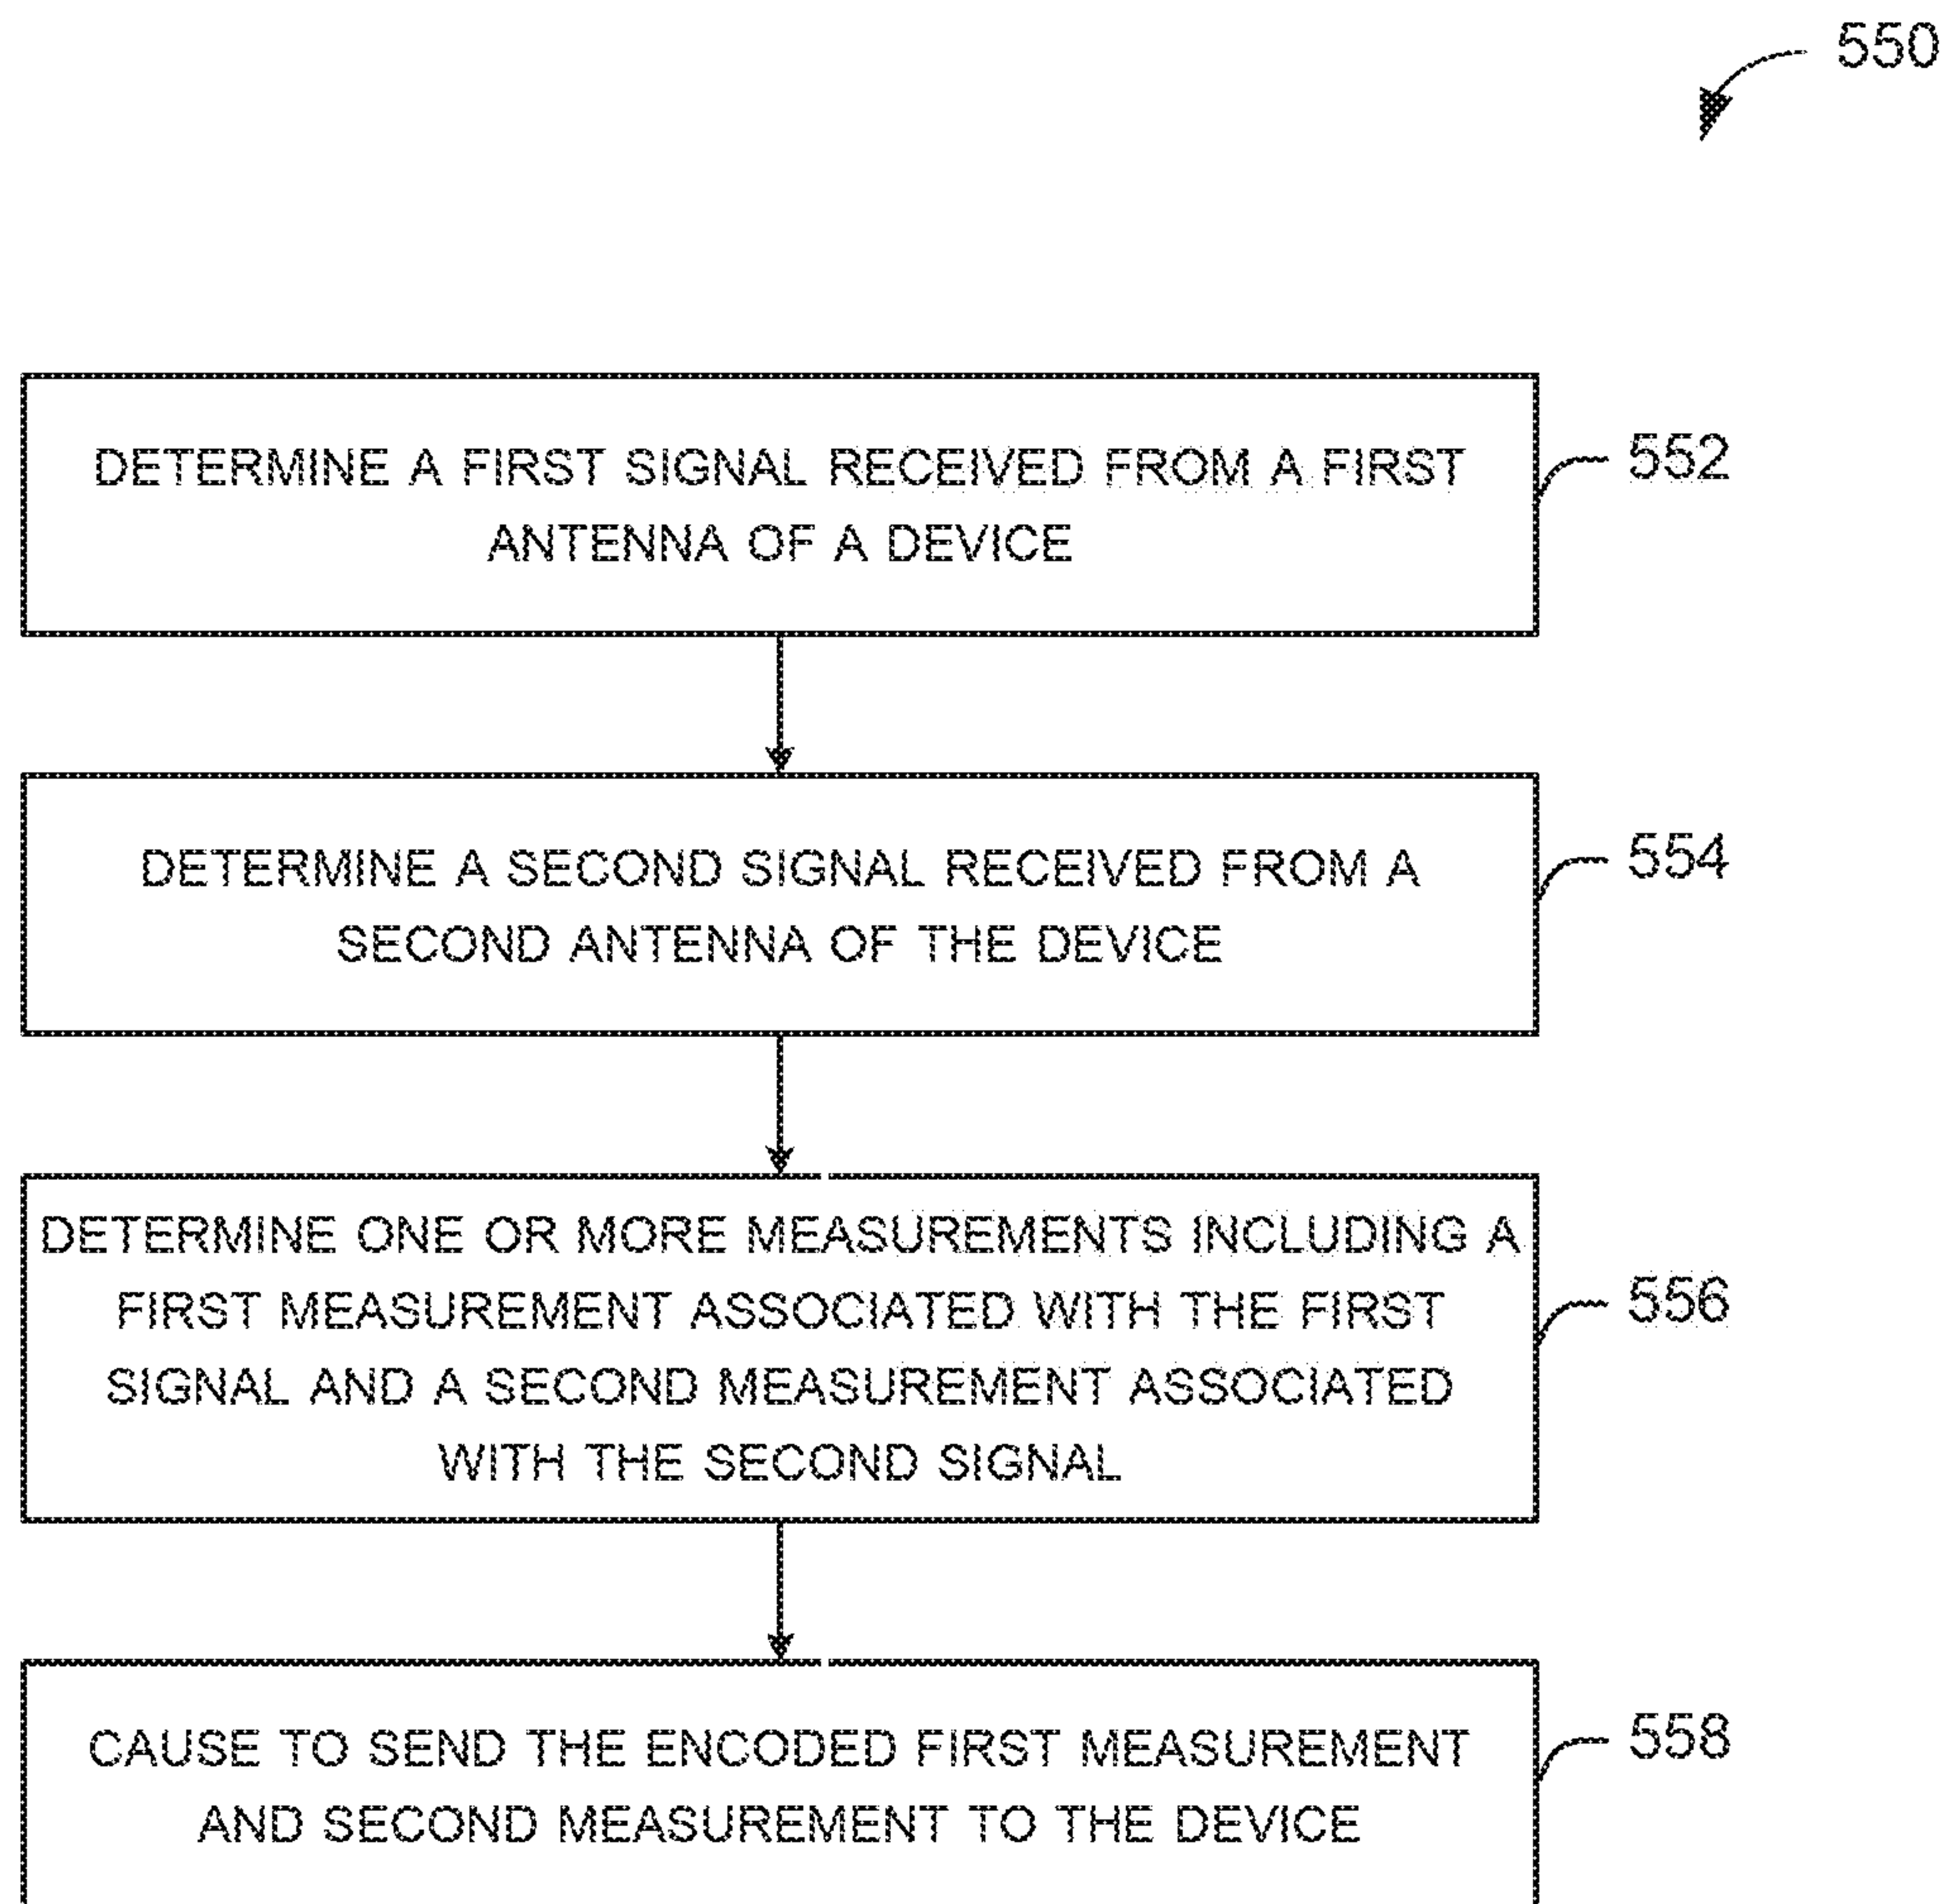 550
DETERMINE A FIRST SIGNAL RECEIVED FROM A FIRST
ANTENNA OF A DEVICE
552
DETERMINE A SECOND SIGNAL RECEIVED FROM A
SECOND ANTENNA OF THE DEVICE
554
DETERMINE ONE OR MORE MEASUREMENTS INCLUDING A
FIRST MEASUREMENT ASSOCIATED WITH THE FIRST
SIGNAL AND A SECOND MEASUREMENT ASSOCIATED
WITH THE SECOND SIGNAL
556
CAUSE TO SEND THE ENCODED FIRST MEASUREMENT
AND SECOND MEASUREMENT TO THE DEVICE
558